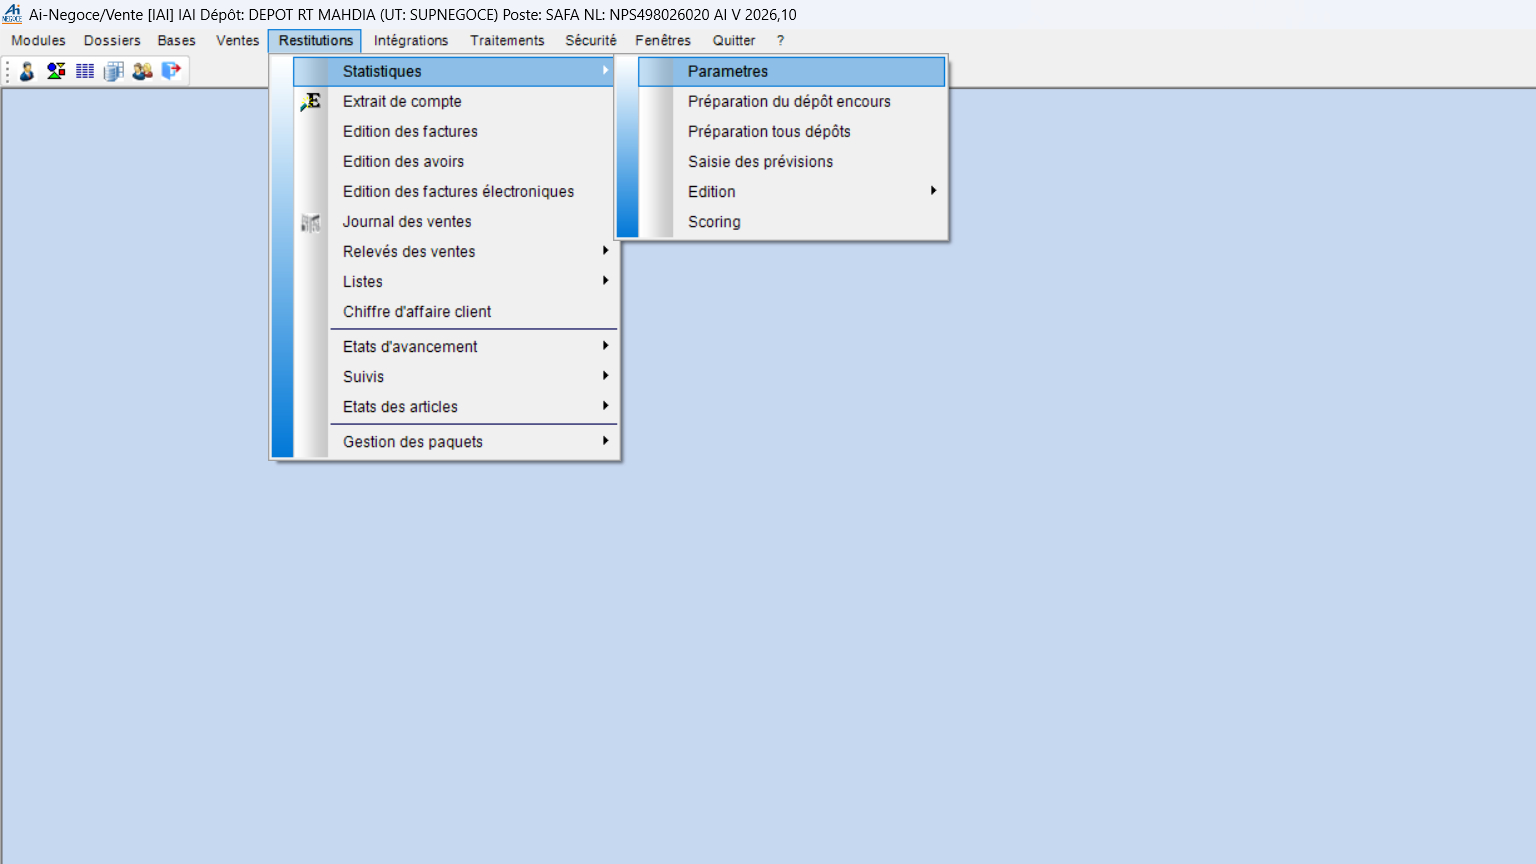 Ai-Negoce/Vente [IAI] IAI Dépôt: DEPOT RT MAHDIA (UT: SUPNEGOCE) Poste: SAFA NL: NPS498026020 AI V 2026,10
Modules Dossiers Bases Ventes Restitutions Intégrations Traitements Sécurité Fenêtres Quitter ?
Statistiques
Extrait de compte
Edition des factures
Edition des avoirs
Edition des factures électroniques
Journal des ventes
Relevés des ventes
Listes
Chiffre d'affaire client
Etats d'avancement
Suivis
Etats des articles
Gestion des paquets
Parametres
Préparation du dépôt encours
Préparation tous dépôts
Saisie des prévisions
Edition
Scoring